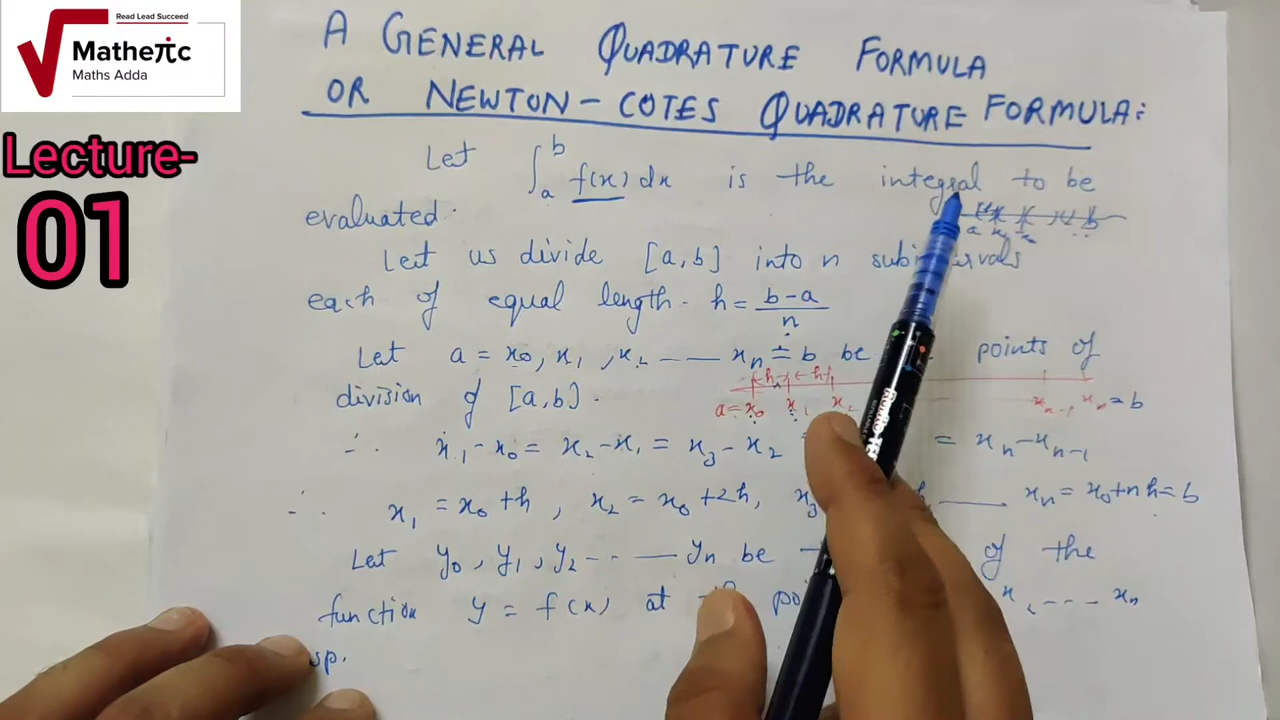 Read Lead Succeed
Matheπc
Maths Adda
Lecture-
01
A GENERAL QUADRATURE FORMULA
OR NEWTON-COTES QUADRATURE FORMULA:
Let ∫_a^b f(x) dx is the integral to be
evaluated.
a
b
Let us divide [a,b] into n
each of equal length. h = (b-a)/n
Let a = x₀, x₁, x₂ —— xₙ = b be points of
h h
division of [a,b].
a = x₀ x₁ x₂ xₙ₋₁ xₙ = b
∴ x₁ - x₀ = x₂ - x₁ = x₃ - x₂ = = xₙ - xₙ₋₁
∴ x₁ = x₀ + h, x₂ = x₀ + 2h, x₃ —— xₙ = x₀ + nh = b
Let y₀, y₁, y₂ -- —— yₙ be of the
function y = f(x) at --- xₙ